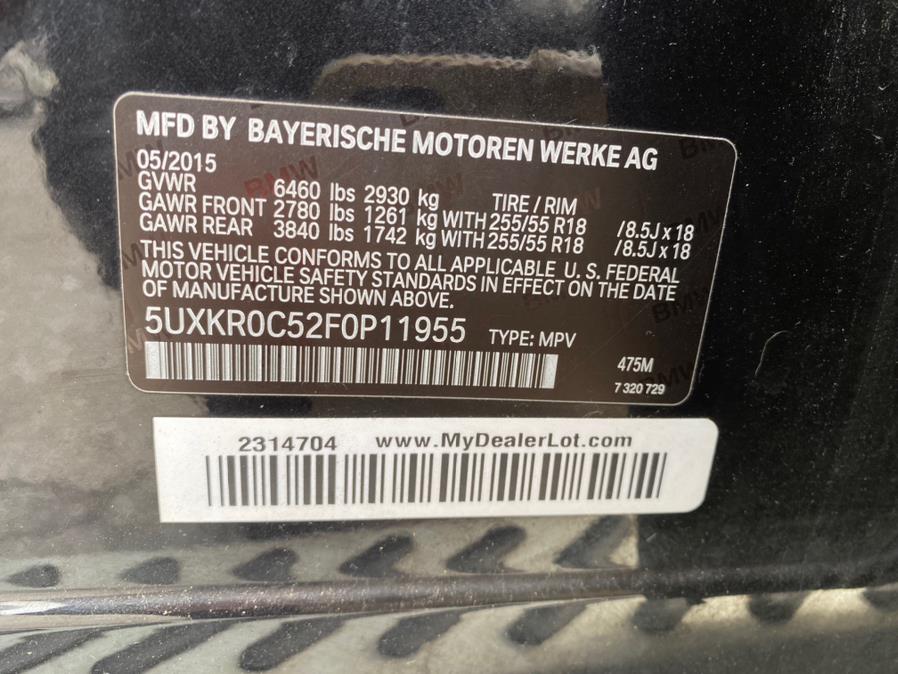 MFD BY BAYERISCHE MOTOREN WERKE AG
05/2015
GVWR 6460 lbs 2930 kg TIRE / RIM
GAWR FRONT 2780 lbs 1261 kg WITH 255/55 R18 /8.5J x 18
GAWR REAR 3840 lbs 1742 kg WITH 255/55 R18 /8.5J x 18
THIS VEHICLE CONFORMS TO ALL APPLICABLE U. S. FEDERAL
MOTOR VEHICLE SAFETY STANDARDS IN EFFECT ON THE DATE
OF MANUFACTURE SHOWN ABOVE.
5UXKR0C52F0P11955 TYPE: MPV
475M
7 320 729
2314704 www.MyDealerLot.com